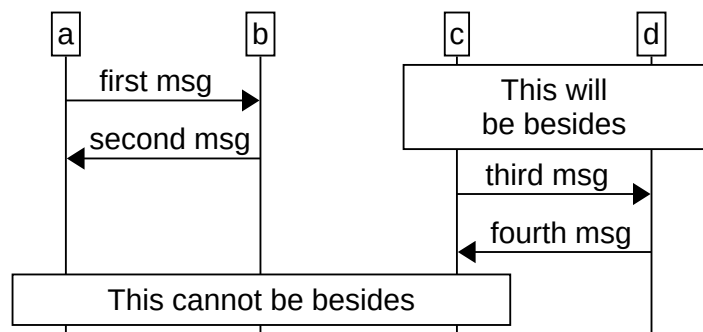 a
b
c
d
first msg
This will
be besides
second msg
third msg
fourth msg
This cannot be besides